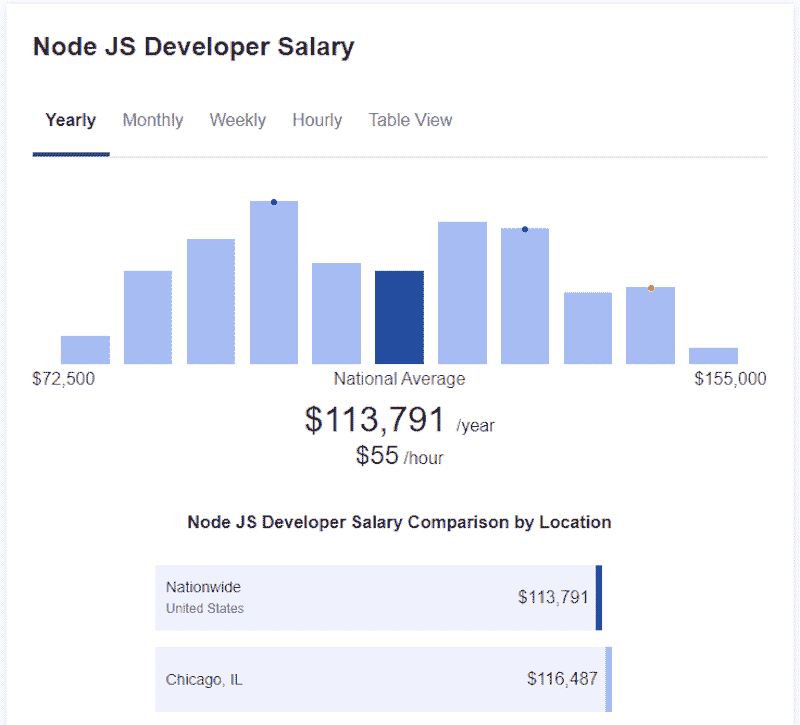 Node JS Developer Salary
Yearly Monthly Weekly Hourly Table View
$72,500 National Average $155,000
$113,791 /year
$55 /hour
Node JS Developer Salary Comparison by Location
Nationwide
United States
$113,791
Chicago, IL $116,487